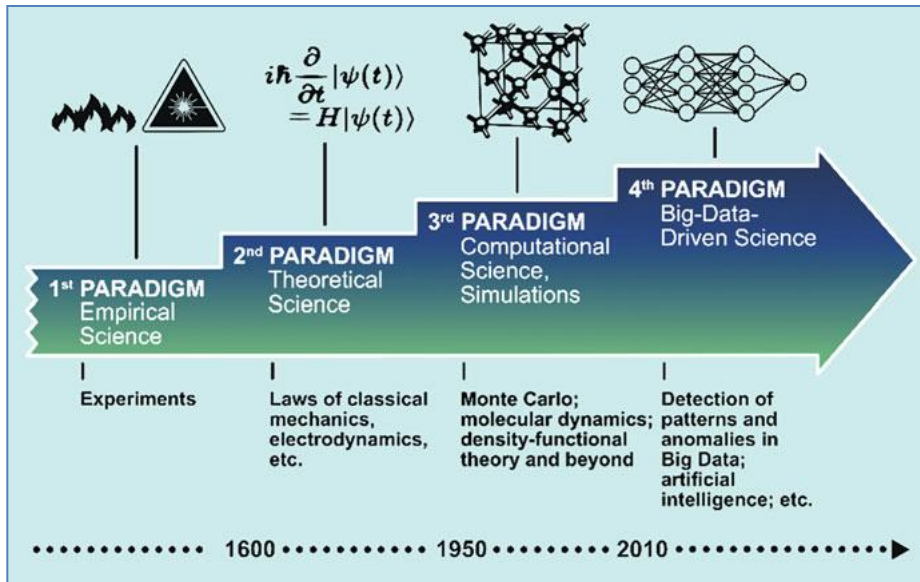 iħ ∂/∂t |ψ(t)⟩
= H|ψ(t)⟩
1st PARADIGM
Empirical
Science
2nd PARADIGM
Theoretical
Science
3rd PARADIGM
Computational
Science,
Simulations
4th PARADIGM
Big-Data-
Driven Science
Experiments
Laws of classical
mechanics,
electrodynamics,
etc.
Monte Carlo;
molecular dynamics;
density-functional
theory and beyond
Detection of
patterns and
anomalies in
Big Data;
artificial
intelligence; etc.
1600
1950
2010